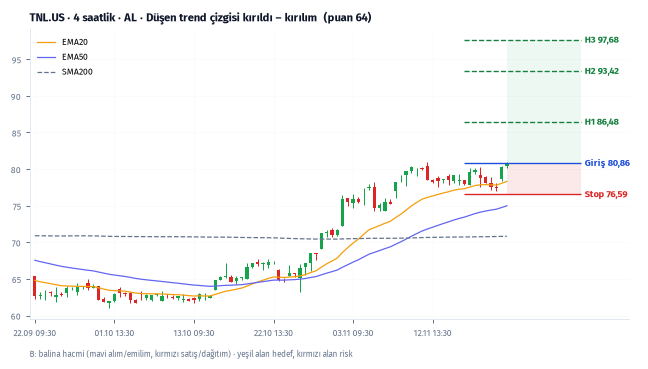 TNL.US · 4 saatlik · AL · Düşen trend çizgisi kırıldı – kırılım (puan 64)
EMA20
EMA50
SMA200
H3 97,68
H2 93,42
H1 86,48
Giriş 80,86
Stop 76,59
95
90
85
80
75
70
65
60
22.09 09:30
01.10 13:30
13.10 09:30
22.10 13:30
03.11 09:30
12.11 13:30
B: balina hacmi (mavi alım/emilim, kırmızı satış/dağıtım) · yeşil alan hedef, kırmızı alan risk